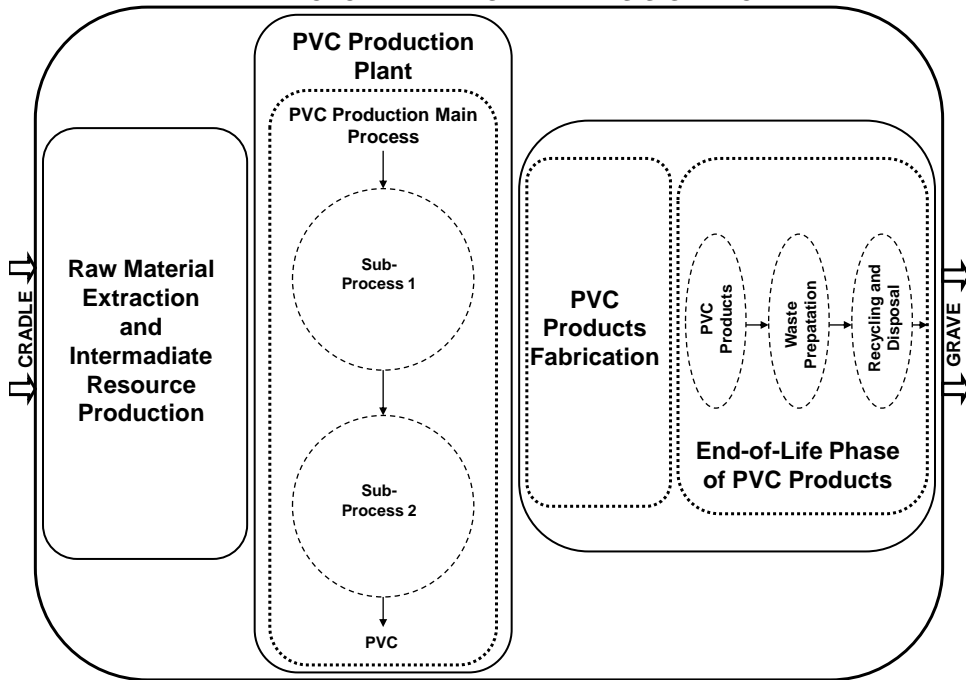 PVC Production
Plant
PVC Production Main
Process
Sub-
Process 1
Sub-
Process 2
PVC
CRADLE
Raw Material
Extraction
and
Intermadiate
Resource
Production
PVC
Products
Fabrication
PVC
Products
Waste
Prepatation
Recycling and
Disposal
End-of-Life Phase
of PVC Products
GRAVE